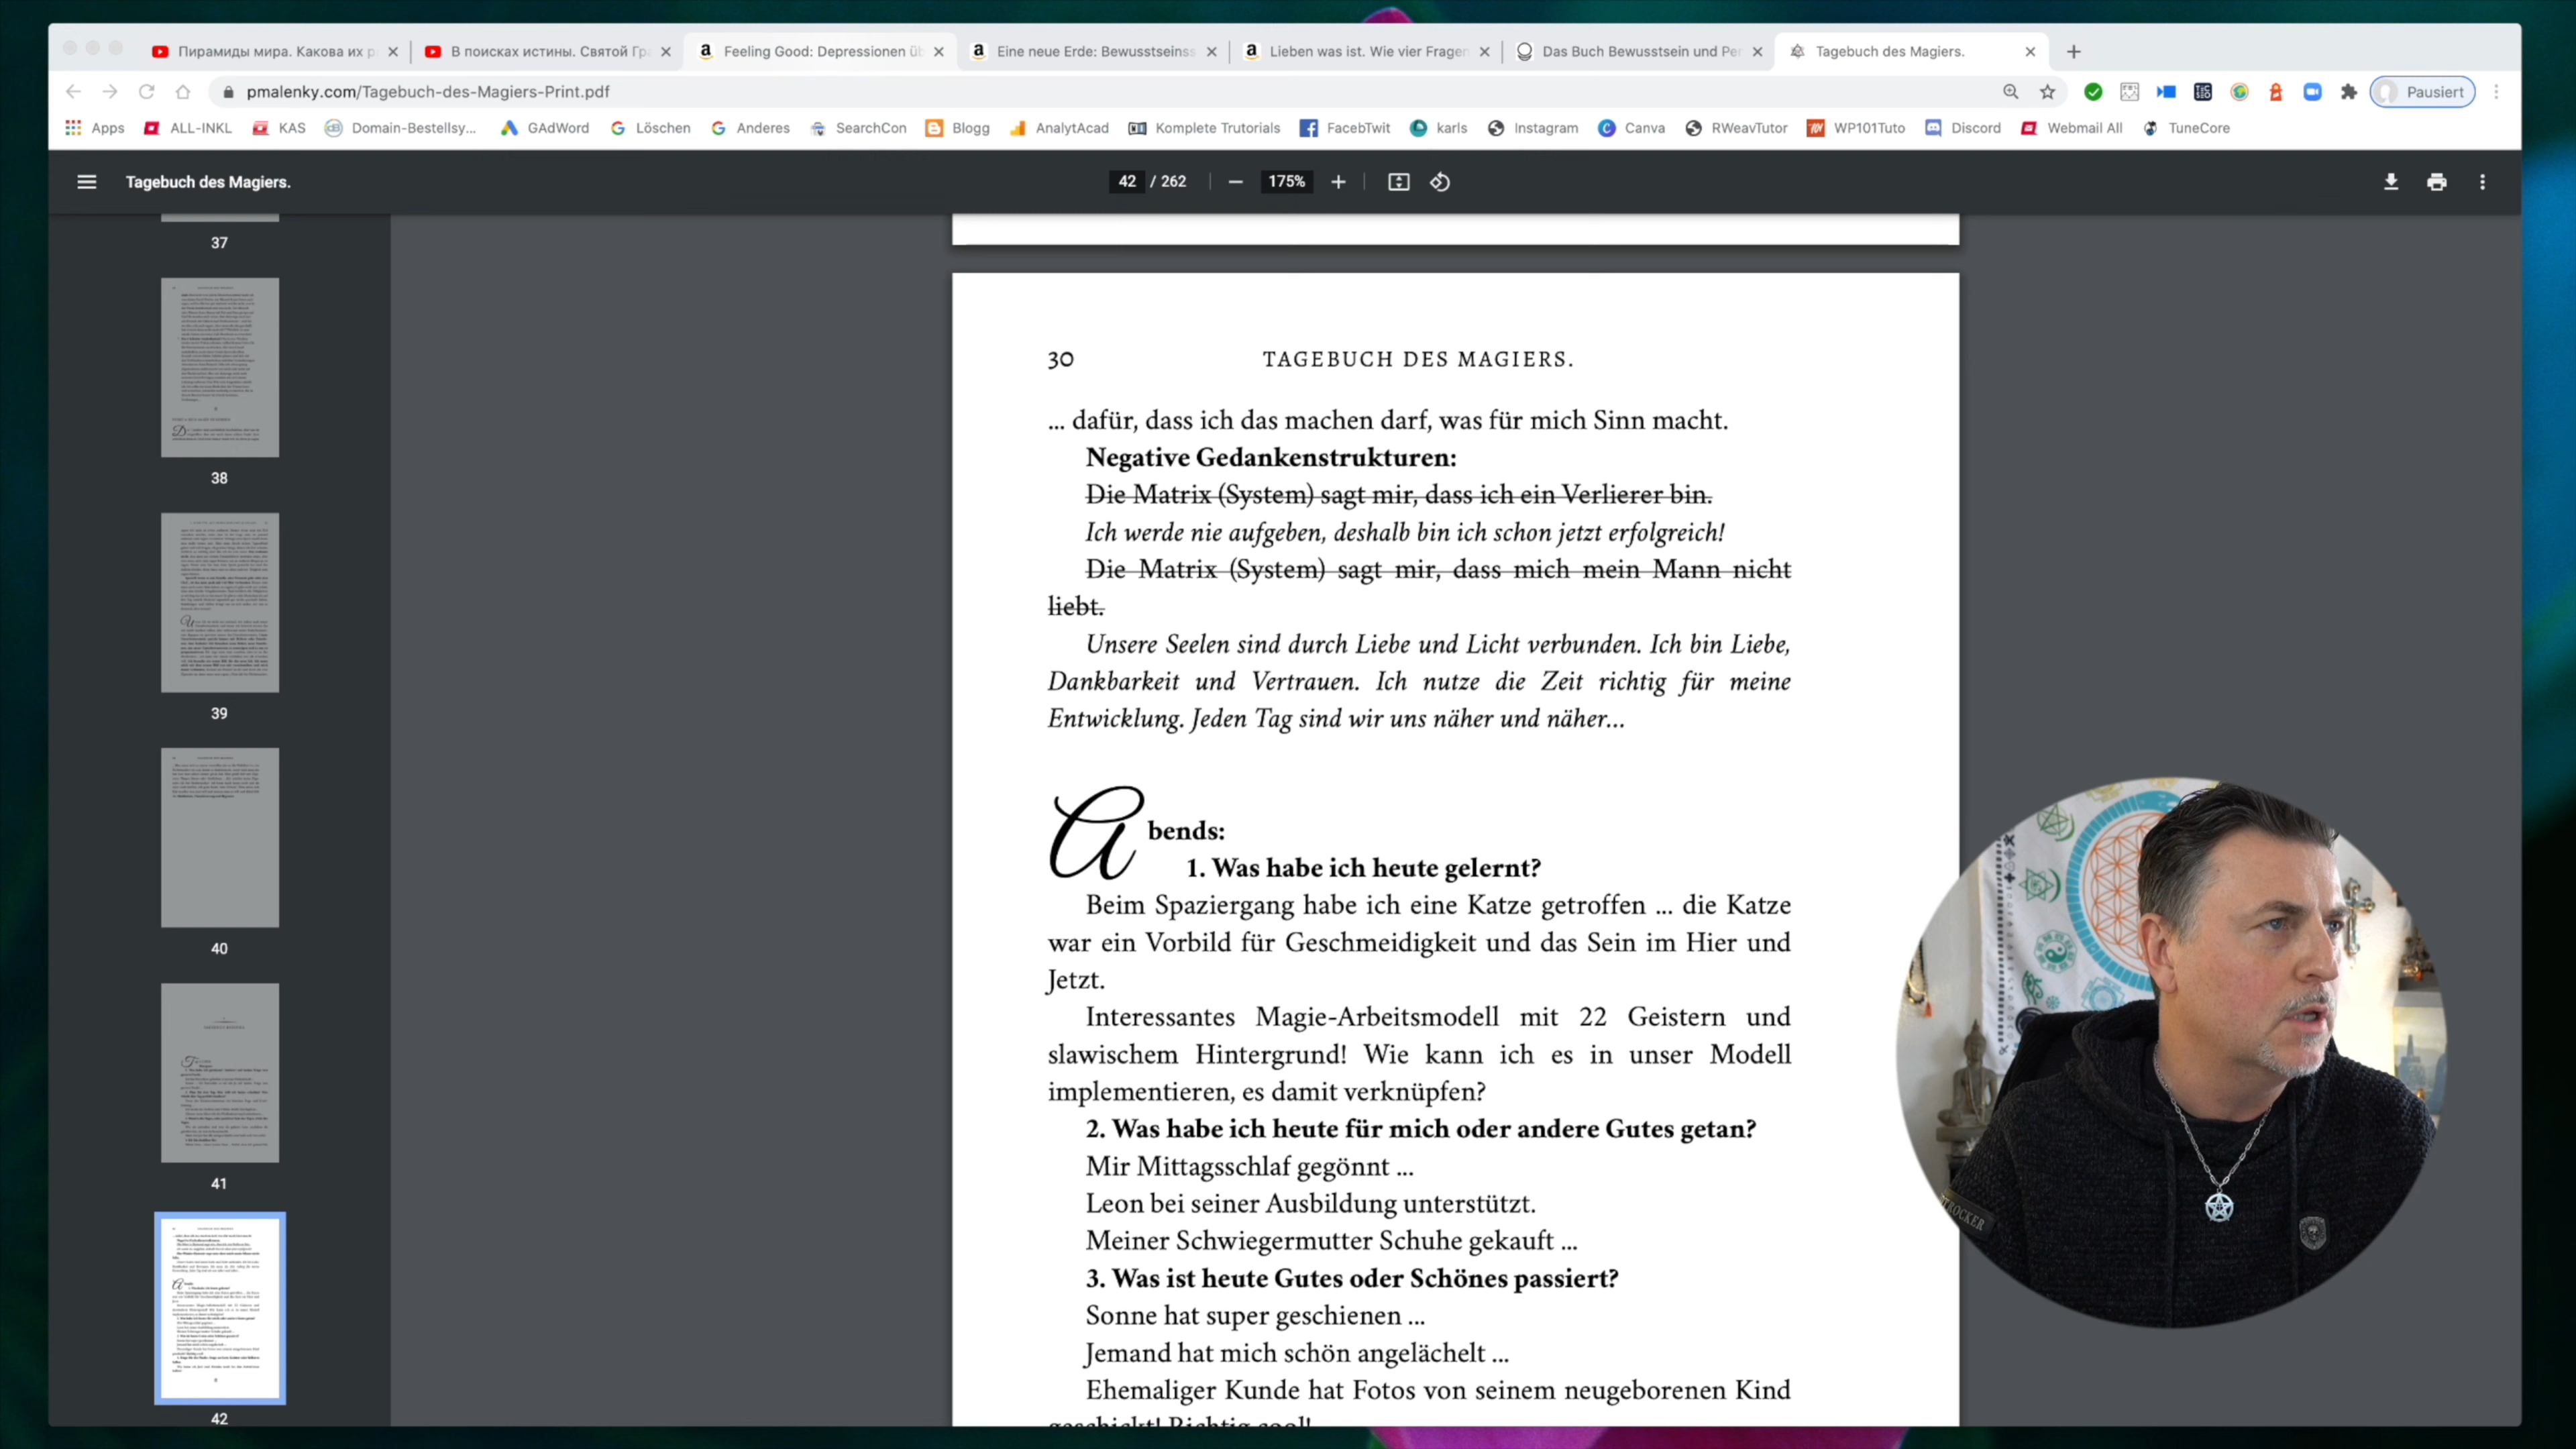 Пирамиды мира. Какова их р
В поисках истины. Святой Гр
Feeling Good: Depressionen üb
Eine neue Erde: Bewusstseinss
Lieben was ist. Wie vier Fragen
Das Buch Bewusstsein und Per
Tagebuch des Magiers.
pmalenky.com/Tagebuch-des-Magiers-Print.pdf
Pausiert
Apps ALL-INKL KAS Domain-Bestellsy... GAdWord Löschen Anderes SearchCon Blogg AnalytAcad Komplete Trutorials FacebTwit karls Instagram Canva RWeavTutor WP101Tuto Discord Webmail All TuneCore
Tagebuch des Magiers.
42 / 262
175%
37
38
39
40
41
42
30 TAGEBUCH DES MAGIERS.
... dafür, dass ich das machen darf, was für mich Sinn macht.
Negative Gedankenstrukturen:
Die Matrix (System) sagt mir, dass ich ein Verlierer bin.
Ich werde nie aufgeben, deshalb bin ich schon jetzt erfolgreich!
Die Matrix (System) sagt mir, dass mich mein Mann nicht
liebt.
Unsere Seelen sind durch Liebe und Licht verbunden. Ich bin Liebe,
Dankbarkeit und Vertrauen. Ich nutze die Zeit richtig für meine
Entwicklung. Jeden Tag sind wir uns näher und näher...
Abends:
1. Was habe ich heute gelernt?
Beim Spaziergang habe ich eine Katze getroffen ... die Katze
war ein Vorbild für Geschmeidigkeit und das Sein im Hier und
Jetzt.
Interessantes Magie-Arbeitsmodell mit 22 Geistern und
slawischem Hintergrund! Wie kann ich es in unser Modell
implementieren, es damit verknüpfen?
2. Was habe ich heute für mich oder andere Gutes getan?
Mir Mittagsschlaf gegönnt ...
Leon bei seiner Ausbildung unterstützt.
Meiner Schwiegermutter Schuhe gekauft ...
3. Was ist heute Gutes oder Schönes passiert?
Sonne hat super geschienen ...
Jemand hat mich schön angelächelt ...
Ehemaliger Kunde hat Fotos von seinem neugeborenen Kind
geschickt! Richtig cool!